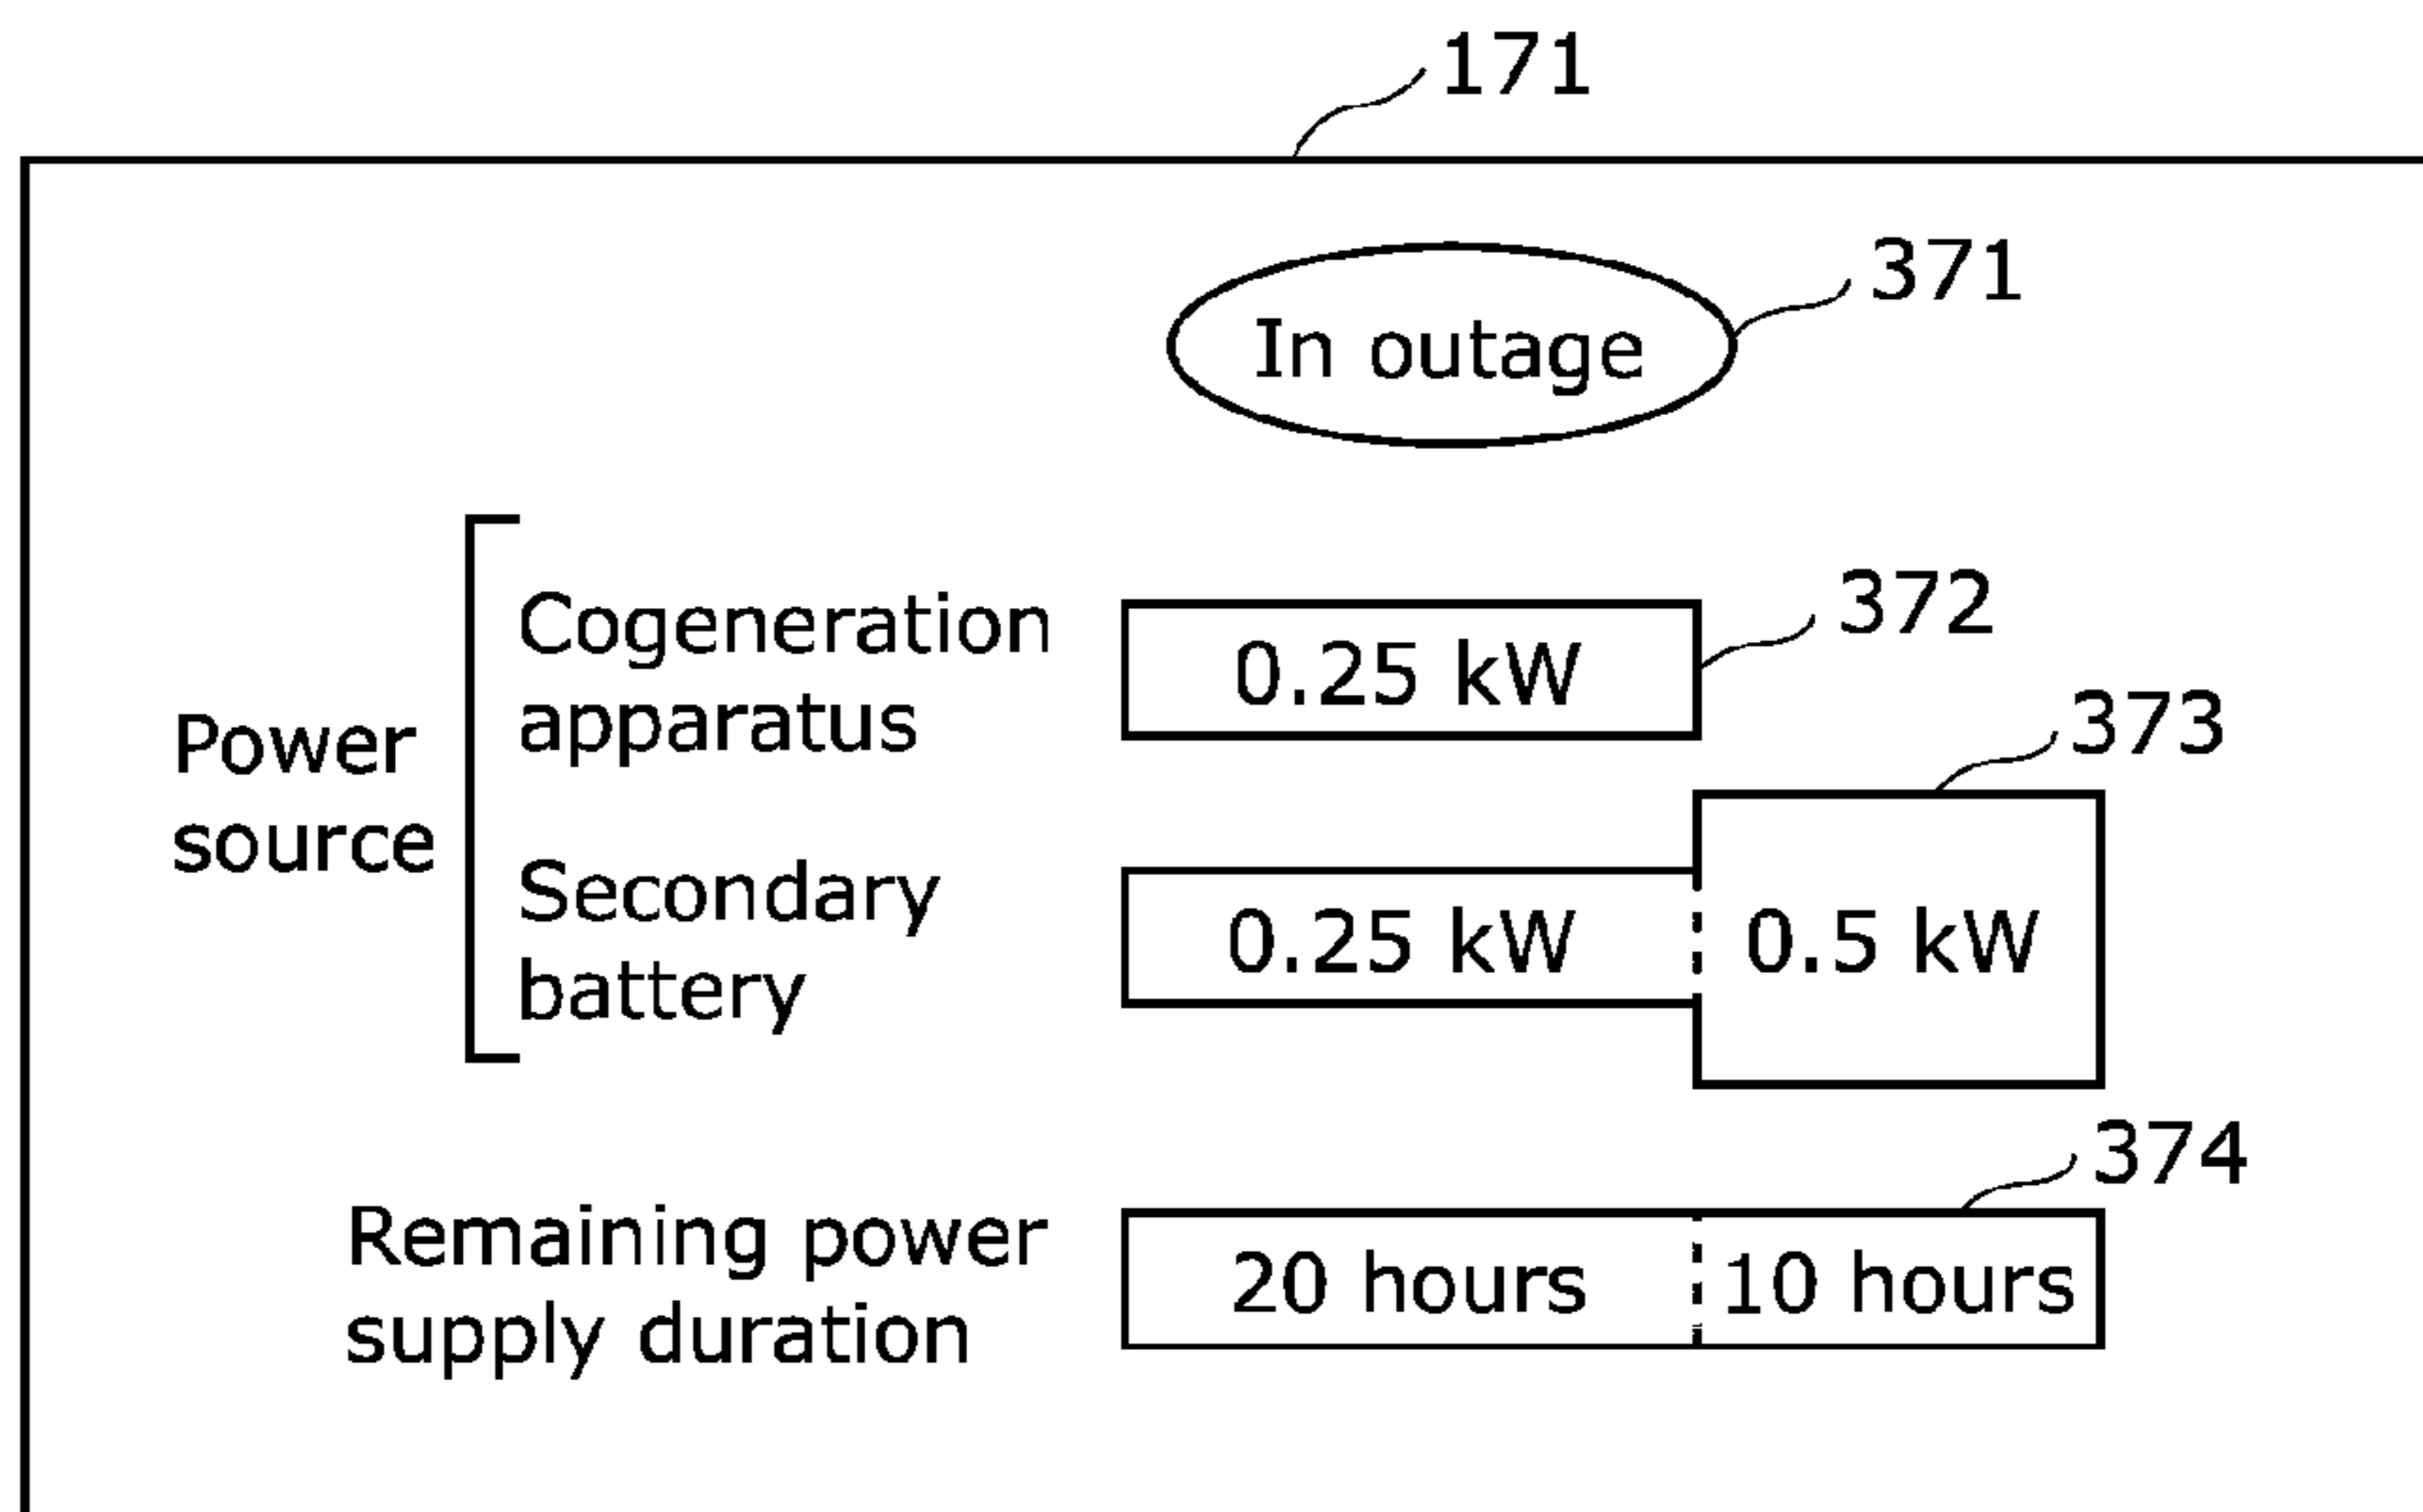 171
In outage
371
Cogeneration
apparatus
0.25 kW
372
Power
source
373
Secondary
battery
0.25 kW
0.5 kW
374
Remaining power
supply duration
20 hours
10 hours